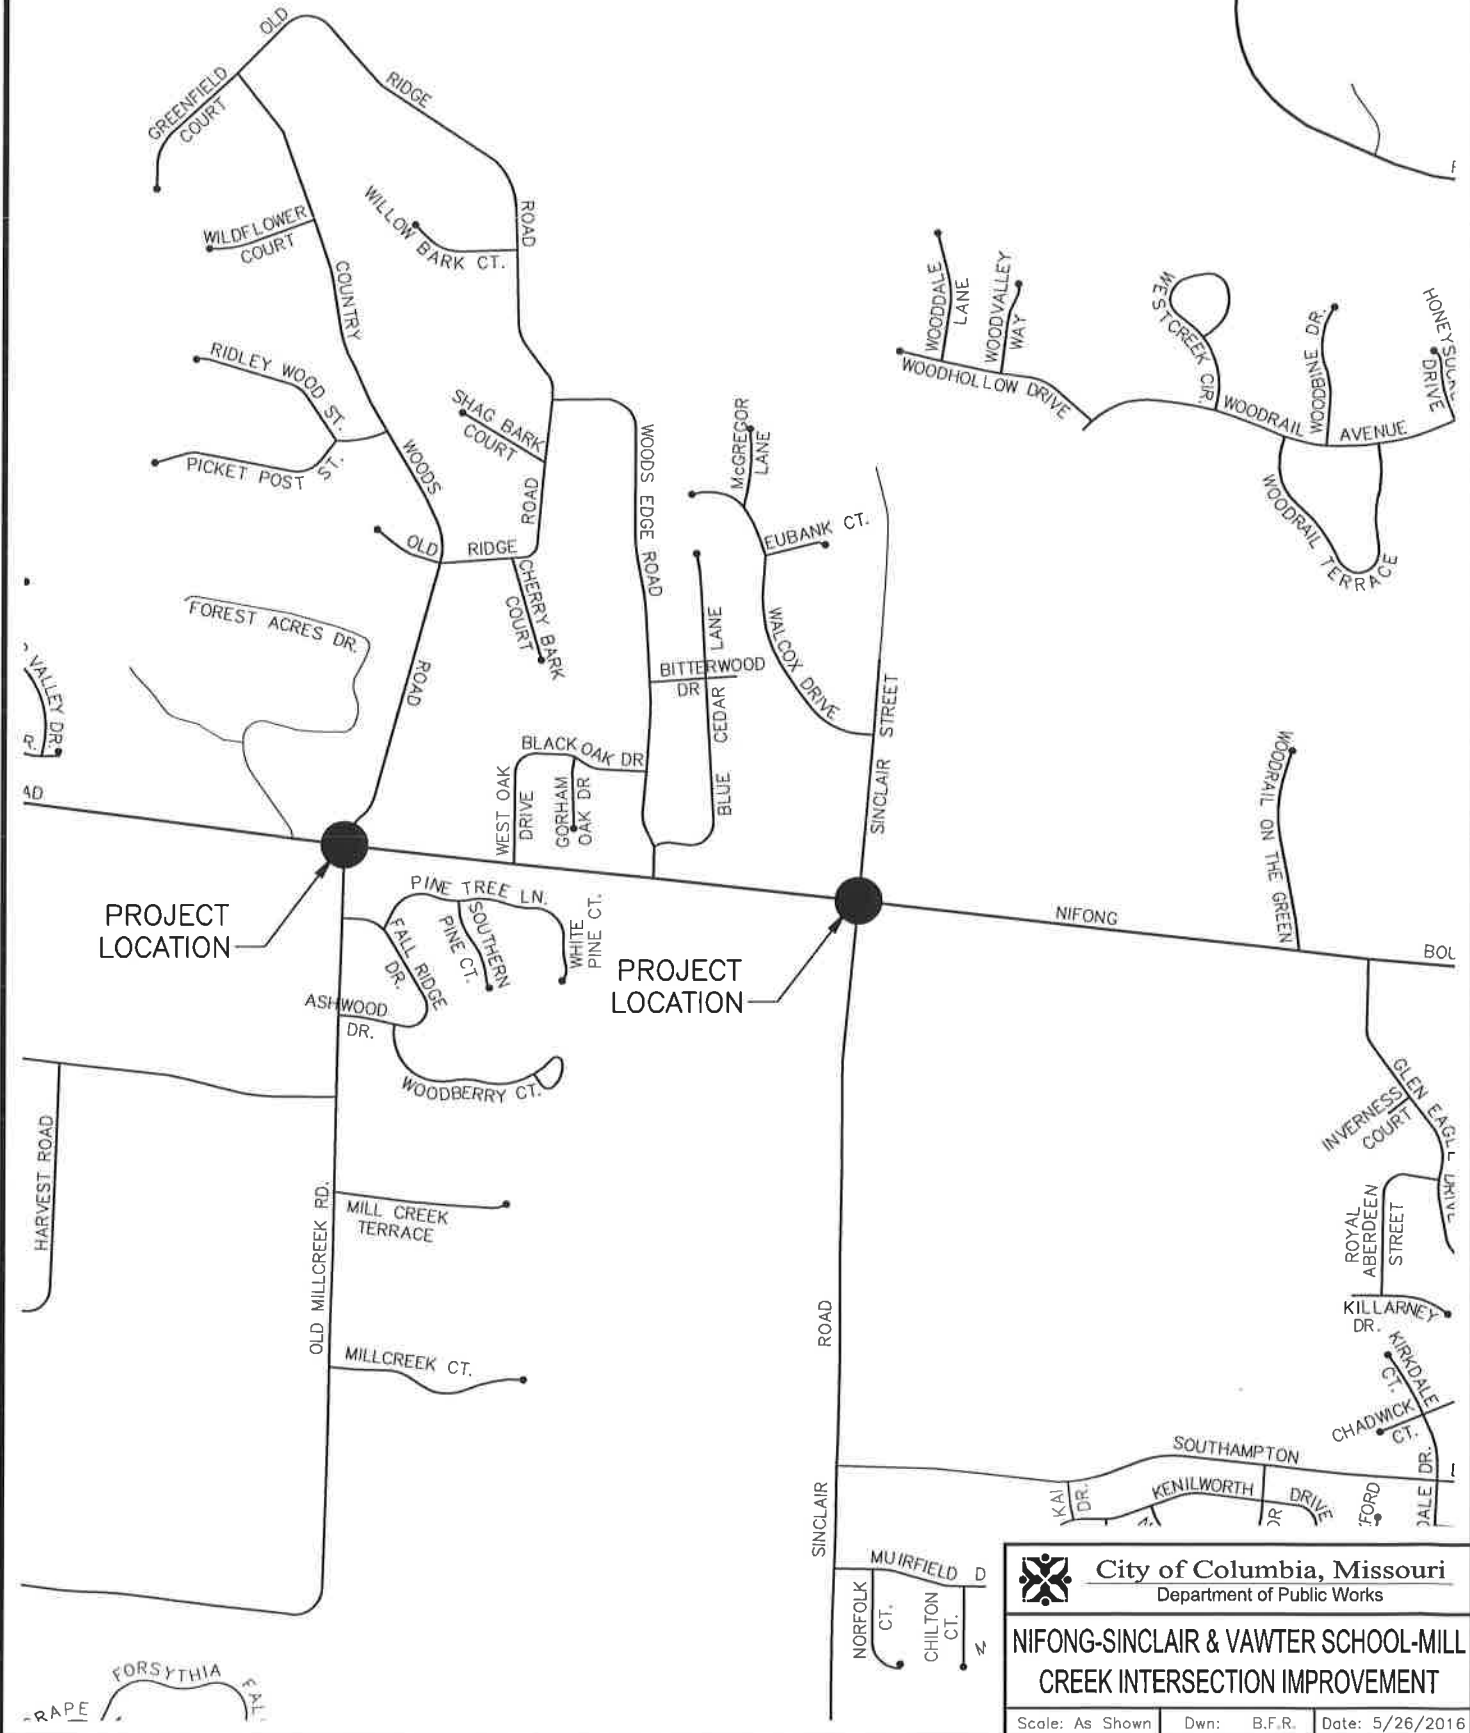 OLD
RIDGE
ROAD
GREENFIELD
COURT
WILDFLOWER
COURT
WILLOW BARK CT.
COUNTRY
WOODS
ROAD
RIDLEY WOOD ST.
PICKET POST ST.
SHAG BARK
COURT
ROAD
OLD
RIDGE
CHERRY BARK
COURT
WOODS EDGE ROAD
McGREGOR
LANE
EUBANK CT.
WALCOX DRIVE
WOODDALE
LANE
WOODVALLEY
WAY
WOODHOLLOW DRIVE
WESTCREEK CIR.
WOODRAIL
AVENUE
WOODBINE DR.
DRIVE
WOODRAIL TERRACE
FOREST ACRES DR.
VALLEY DR.
R.
AD
BITTERWOOD
DR
BLUE CEDAR LANE
SINCLAIR STREET
BLACK OAK DR
WEST OAK
DRIVE
GORHAM
OAK DR
WOODRAIL ON THE GREEN
PROJECT
LOCATION
PINE TREE LN.
SOUTHERN
PINE CT.
WHITE
PINE CT.
FALL RIDGE
DR.
ASHWOOD
DR.
WOODBERRY CT.
PROJECT
LOCATION
NIFONG
BOU
GLEN EAGLE DRIVE
INVERNESS
COURT
HARVEST ROAD
OLD MILLCREEK RD.
MILL CREEK
TERRACE
MILLCREEK CT.
ROYAL
ABERDEEN
STREET
KILLARNEY
DR.
KIRKDALE
CT.
CHADWICK
CT.
ROAD
SINCLAIR
SOUTHAMPTON
KENILWORTH DRIVE
KAI
DR.
DR
FORD
DALE DR.
MUIRFIELD D
NORFOLK
CT.
CHILTON
CT.
N
FORSYTHIA
FAL
RAPE
City of Columbia, Missouri
Department of Public Works
NIFONG-SINCLAIR & VAWTER SCHOOL-MILL
CREEK INTERSECTION IMPROVEMENT
Scale: As Shown Dwn: B.F.R. Date: 5/26/2016